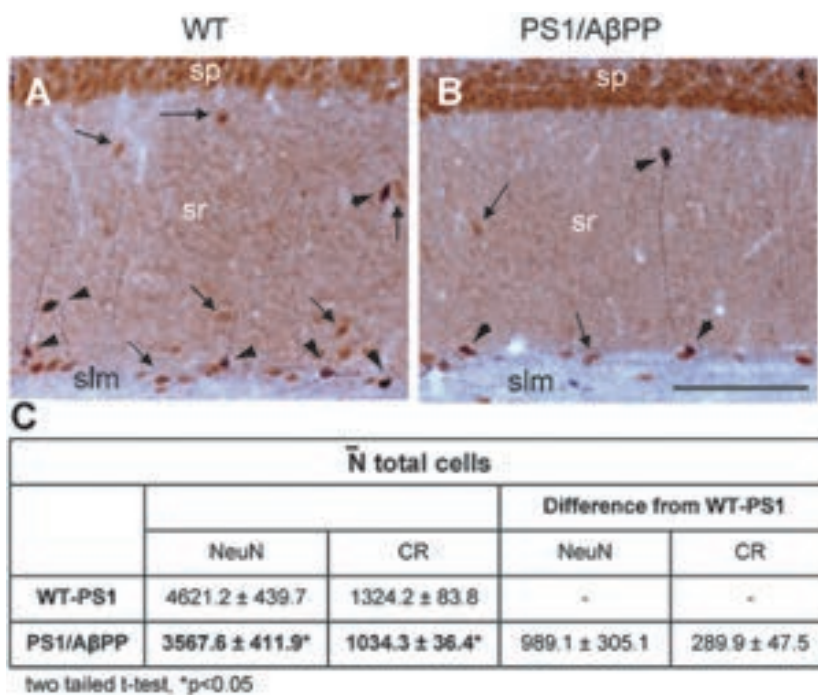 WT PS1/AβPP
A sp
sr
slm
B sp
sr
slm
C
N̄ total cells
Difference from WT-PS1
NeuN CR NeuN CR
WT-PS1 4621.2 ± 439.7 1324.2 ± 83.8 - -
PS1/AβPP 3567.6 ± 411.9* 1034.3 ± 36.4* 989.1 ± 305.1 289.9 ± 47.5
two tailed t-test, *p<0.05